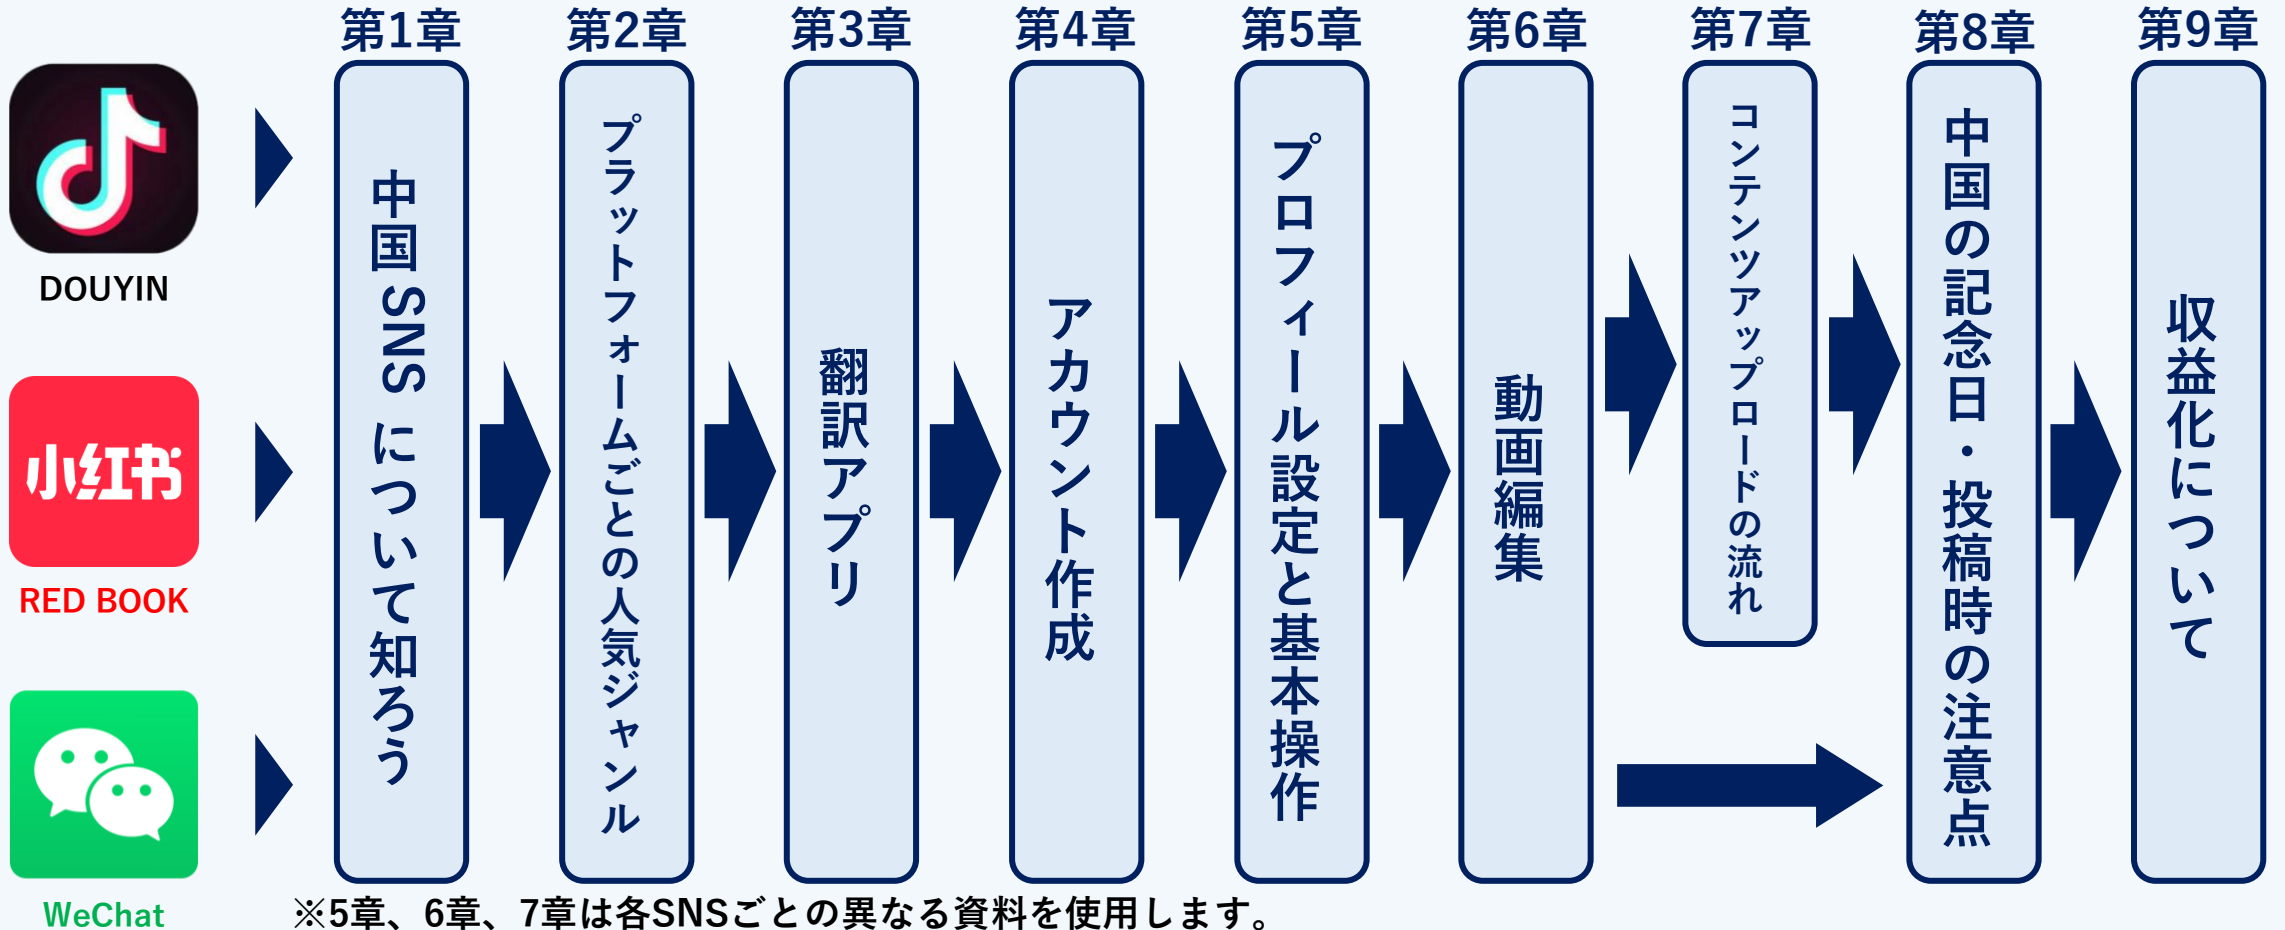 第1章
第2章
第3章
第4章
第5章
第6章
第7章
第8章
第9章
小红书
DOUYIN
RED BOOK
WeChat
中国SNSについて知ろう
プラットフォームごとの人気ジャンル
翻訳アプリ
アカウント作成
プロフィール設定と基本操作
動画編集
コンテンツアップロードの流れ
中国の記念日・投稿時の注意点
収益化について
※5章、6章、7章は各SNSごとの異なる資料を使用します。